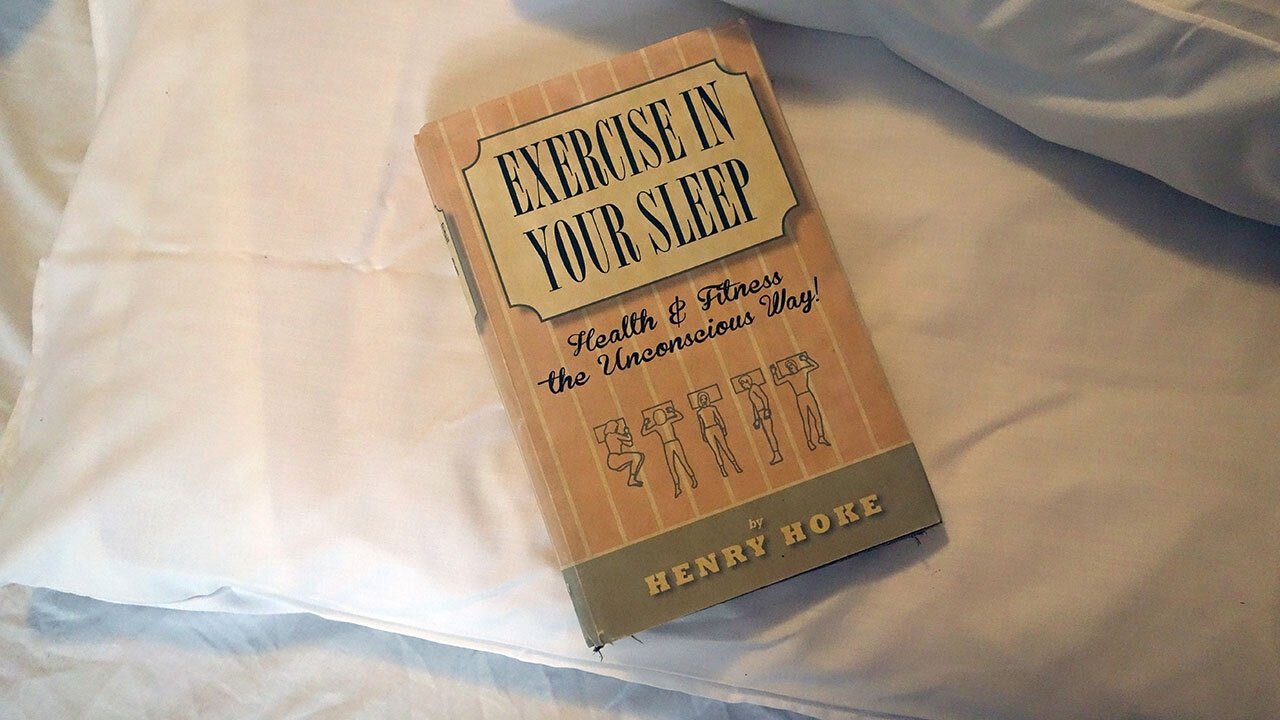 EXERCISE IN
YOUR SLEEP
Health & Fitness
the Unconscious Way!
by
HENRY HOKE